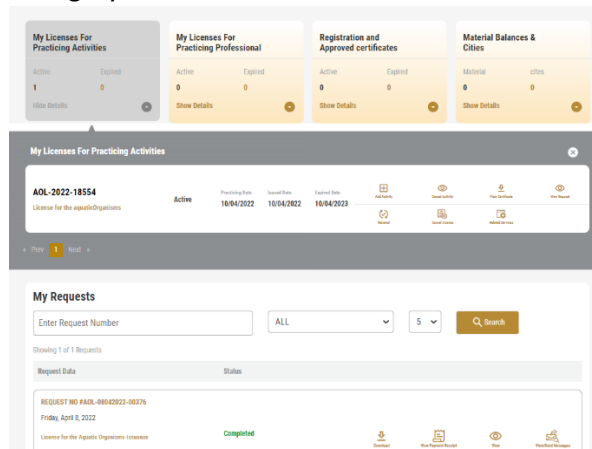 My Licenses For
Practicing Activities
Active Expired
1 0
Hide Details
My Licenses For
Practicing Professional
Active Expired
0 0
Show Details
Registration and
Approved certificates
Active Expired
0 0
Show Details
Material Balances &
Cities
Material cites
0 0
Show Details
My Licenses For Practicing Activities
AOL-2022-18554
License for the aquaticOrganisms
Active
Practicing Date
10/04/2022
Issued Date
10/04/2022
Expired Date
10/04/2023
Add Activity
Cancel Activity
View Certificate
View Request
Renewal
Cancel License
Related Services
Prev 1 Next
My Requests
Enter Request Number
ALL
5
Search
Showing 1 of 1 Requests
Request Data Status
REQUEST NO #AOL-08042022-00376
Friday, April 8, 2022
License for the Aquatic Organisms-Issuance
Completed
Download
View Payment Receipt
View
View/Send Messages